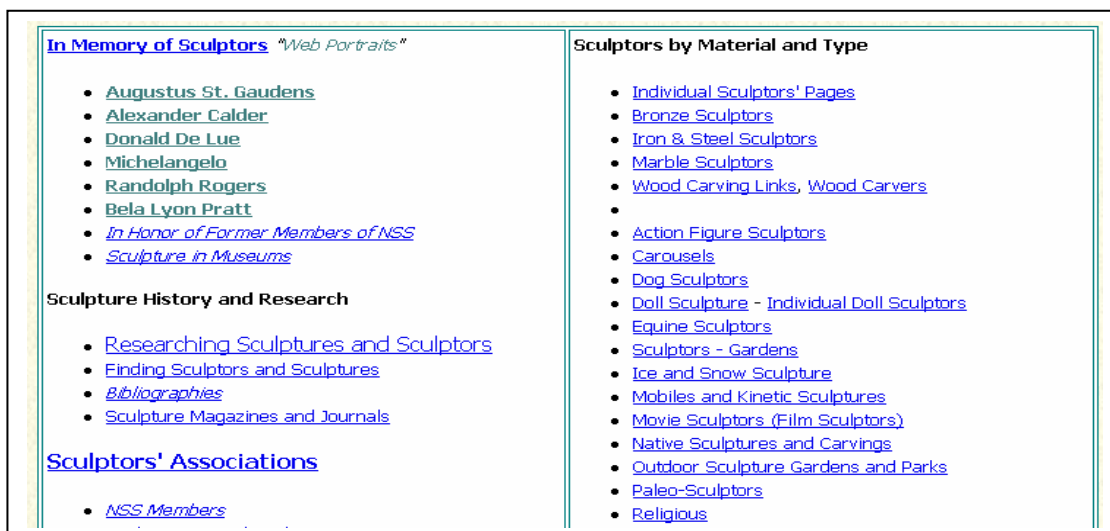 In Memory of Sculptors "Web Portraits"
Augustus St. Gaudens
Alexander Calder
Donald De Lue
Michelangelo
Randolph Rogers
Bela Lyon Pratt
In Honor of Former Members of NSS
Sculpture in Museums
Sculpture History and Research
Researching Sculptures and Sculptors
Finding Sculptors and Sculptures
Bibliographies
Sculpture Magazines and Journals
Sculptors' Associations
NSS Members
Sculptors by Material and Type
Individual Sculptors' Pages
Bronze Sculptors
Iron & Steel Sculptors
Marble Sculptors
Wood Carving Links, Wood Carvers
Action Figure Sculptors
Carousels
Dog Sculptors
Doll Sculpture - Individual Doll Sculptors
Equine Sculptors
Sculptors - Gardens
Ice and Snow Sculpture
Mobiles and Kinetic Sculptures
Movie Sculptors (Film Sculptors)
Native Sculptures and Carvings
Outdoor Sculpture Gardens and Parks
Paleo-Sculptors
Religious